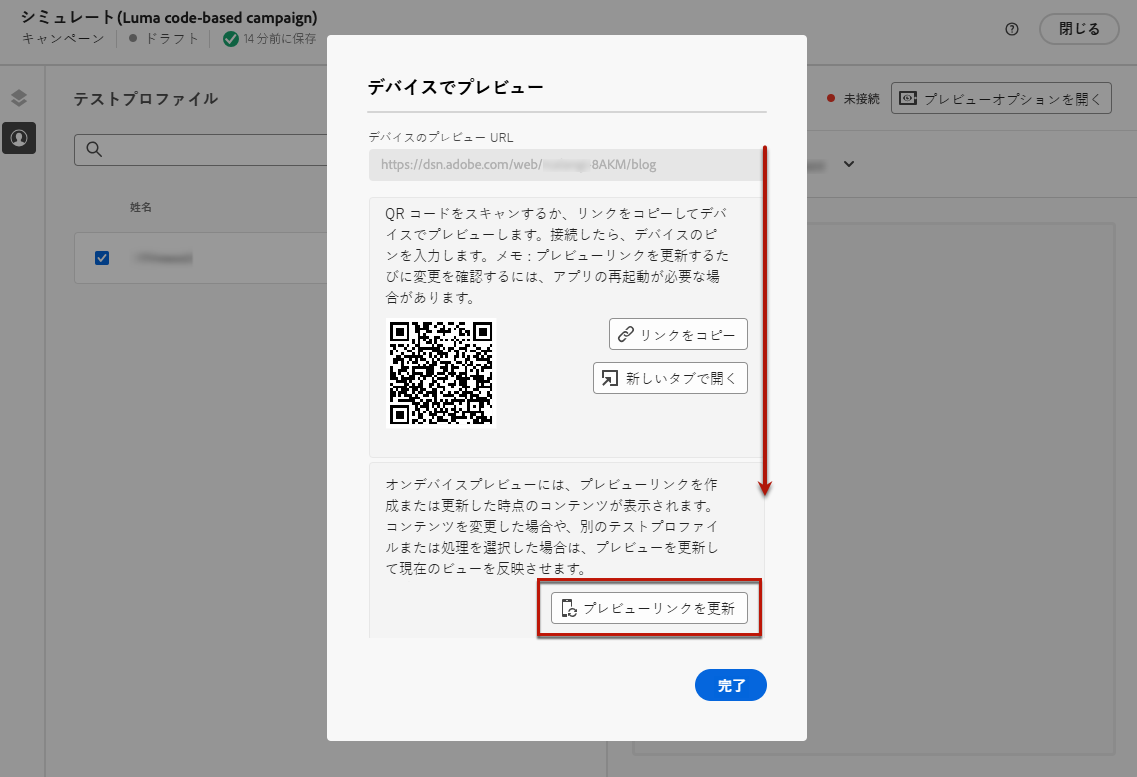 シミュレート(Luma code-based campaign)
キャンペーン ドラフト 14 分前に保存
閉じる
テストプロファイル
未接続 プレビューオプションを開く
姓名
デバイスでプレビュー
デバイスのプレビュー URL
https://dsn.adobe.com/web/ 8AKM/blog
QR コードをスキャンするか、リンクをコピーしてデバ
イスでプレビューします。接続したら、デバイスのピ
ンを入力します。メモ : プレビューリンクを更新するた
びに変更を確認するには、アプリの再起動が必要な場
合があります。
リンクをコピー
新しいタブで開く
オンデバイスプレビューには、プレビューリンクを作
成または更新した時点のコンテンツが表示されます。
コンテンツを変更した場合や、別のテストプロファイ
ルまたは処理を選択した場合は、プレビューを更新し
て現在のビューを反映させます。
プレビューリンクを更新
完了